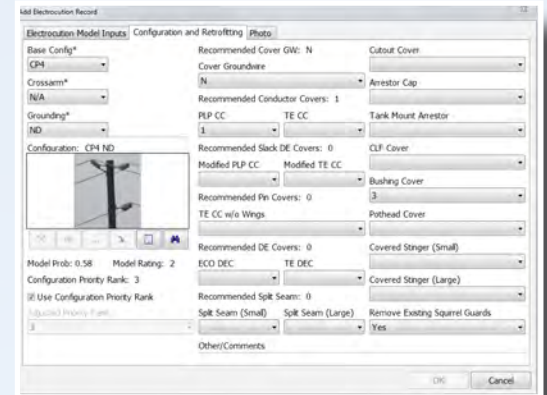 Add Electrocution Record
Electrocution Model Inputs Configuration and Retrofitting Photo
Base Config*
CP4
Crossarm*
N/A
Grounding*
ND
Configuration: CP4 ND
Model Prob: 0.58 Model Rating: 2
Configuration Priority Rank: 3
Use Configuration Priority Rank
Adjusted Priority Rank
3
Recommended Cover GW: N
Cover Groundwire
N
Recommended Conductor Covers: 1
PLP CC TE CC
1
Recommended Slack DE Covers: 0
Modified PLP CC Modified TE CC
Recommended Pin Covers: 0
TE CC w/o Wings
Recommended DE Covers: 0
ECO DEC TE DEC
Recommended Split Seam: 0
Split Seam (Small) Split Seam (Large)
Other/Comments
Cutout Cover
Arrestor Cap
Tank Mount Arrestor
CLF Cover
Bushing Cover
3
Pothead Cover
Covered Stinger (Small)
Covered Stinger (Large)
Remove Existing Squirrel Guards
Yes
OK Cancel